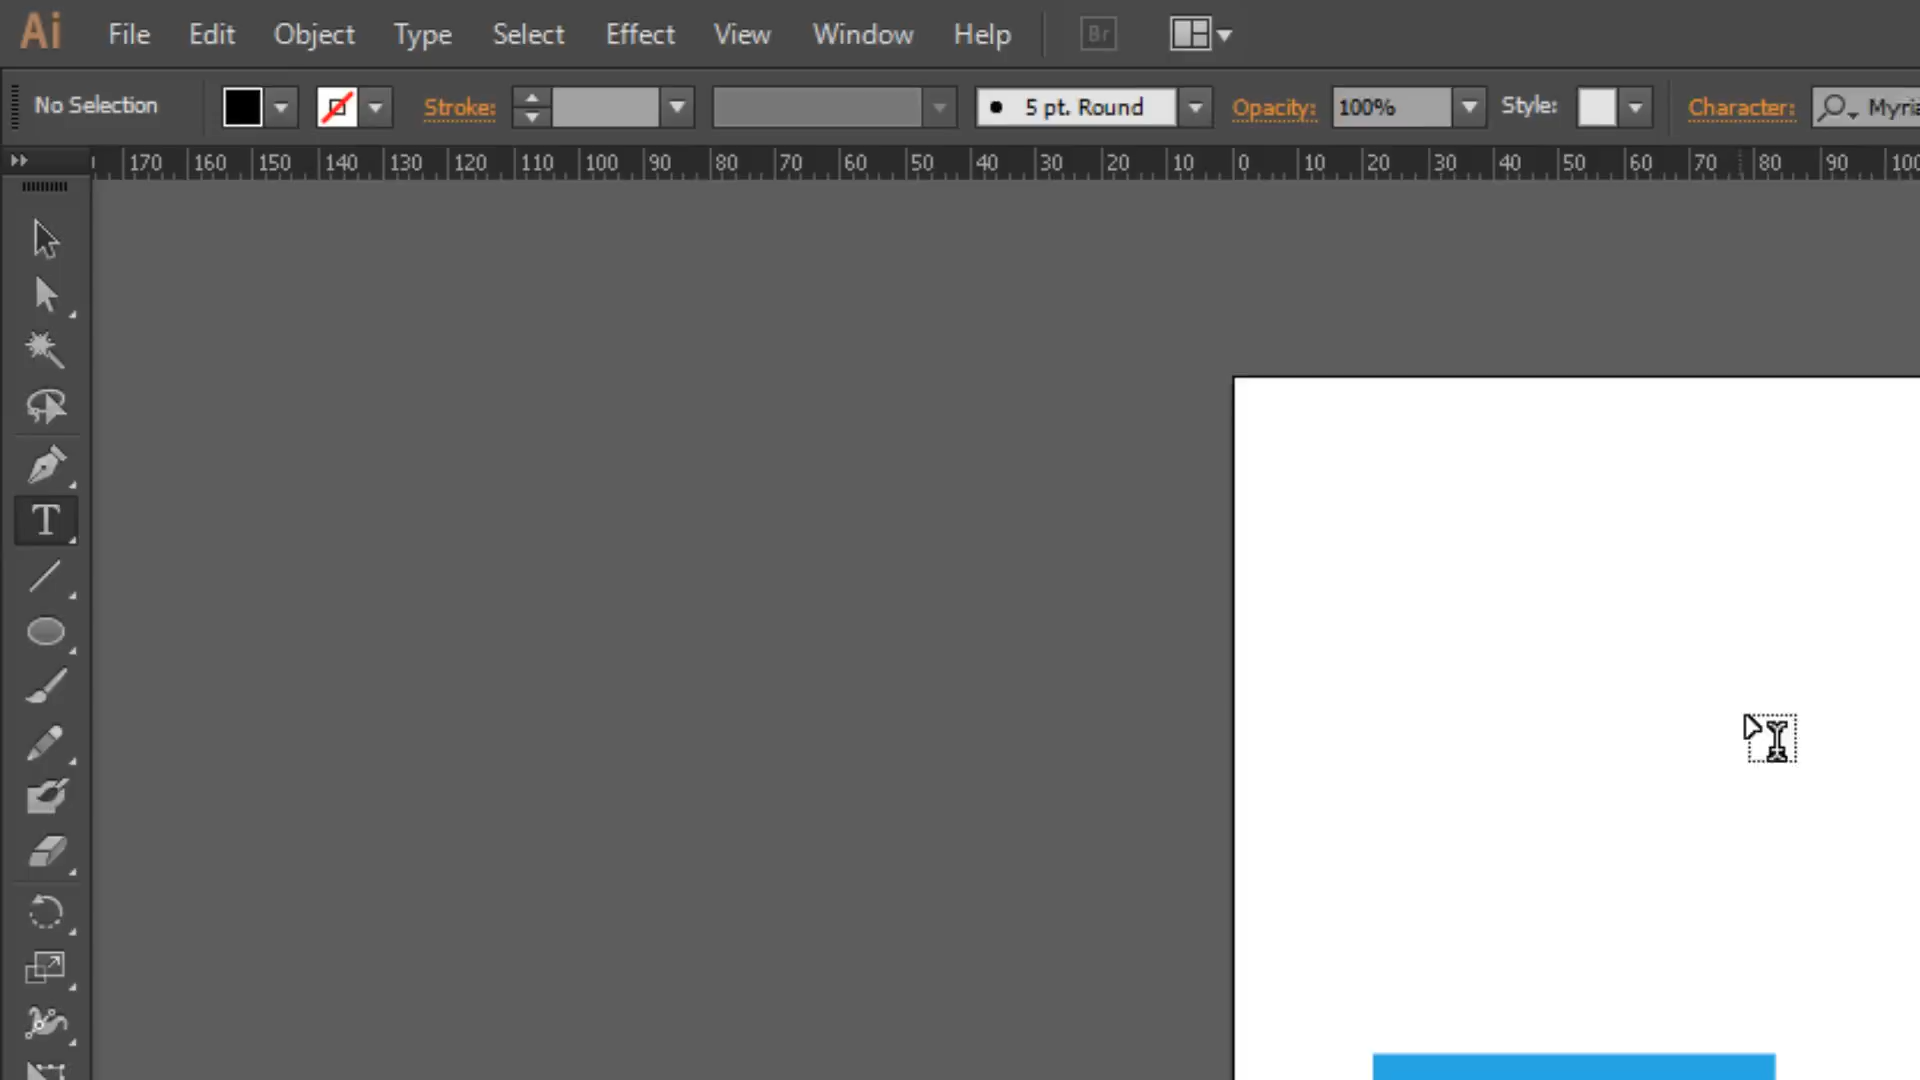 Ai File Edit Object Type Select Effect View Window Help Br
No Selection Stroke: 5 pt. Round Opacity: 100% Style: Character: Myria
170 160 150 140 130 120 110 100 90 80 70 60 50 40 30 20 10 0 10 20 30 40 50 60 70 80 90 100
T